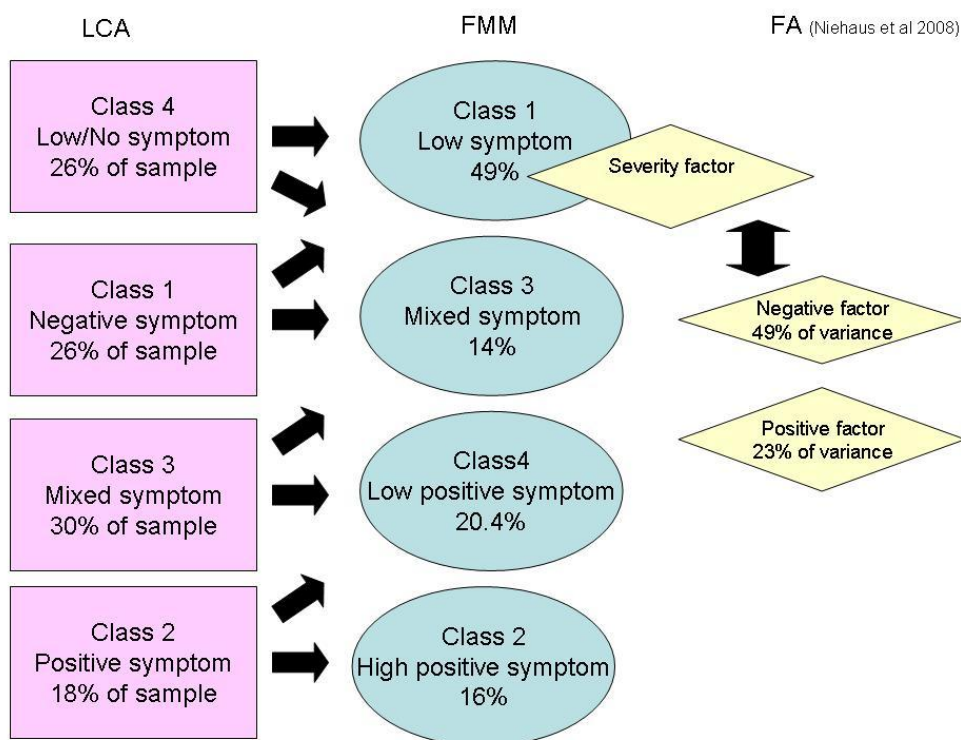 LCA
FMM
FA (Niehaus et al 2008)
Class 4
Low/No symptom
26% of sample
Class 1
Low symptom
49%
Severity factor
Class 1
Negative symptom
26% of sample
Class 3
Mixed symptom
14%
Negative factor
49% of variance
Class 3
Mixed symptom
30% of sample
Class4
Low positive symptom
20.4%
Positive factor
23% of variance
Class 2
Positive symptom
18% of sample
Class 2
High positive symptom
16%